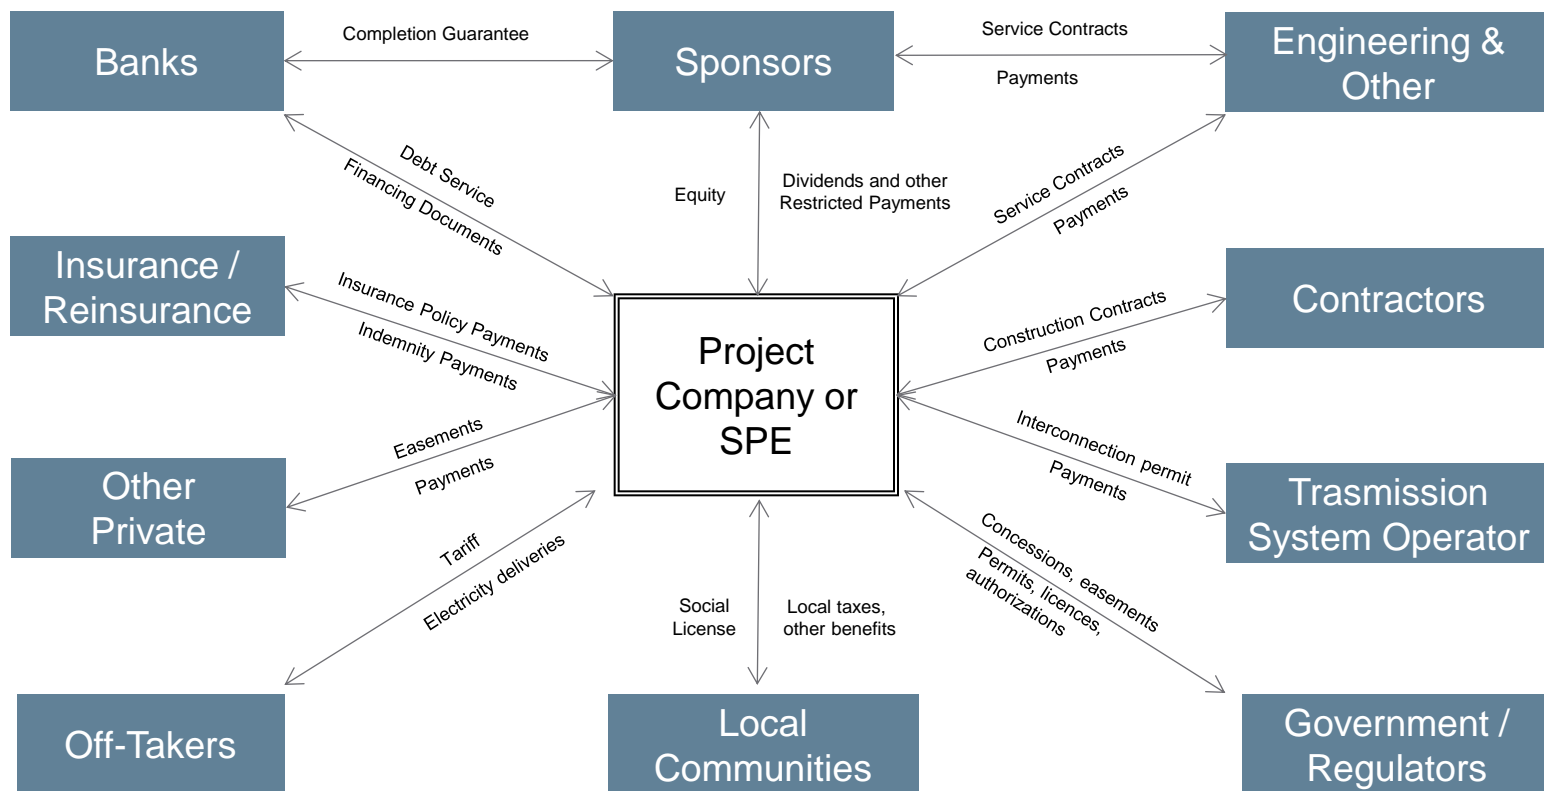 Banks
Completion Guarantee
Sponsors
Service Contracts
Payments
Engineering &
Other
Debt Service
Financing Documents
Equity
Dividends and other
Restricted Payments
Service Contracts
Payments
Insurance /
Reinsurance
Insurance Policy Payments
Indemnity Payments
Project
Company or
SPE
Construction Contracts
Payments
Contractors
Other
Private
Easements
Payments
Interconnection permit
Payments
Trasmission
System Operator
Tariff
Electricity deliveries
Social
License
Local taxes,
other benefits
Concessions, easements
Permits, licences,
authorizations
Off-Takers
Local
Communities
Government /
Regulators